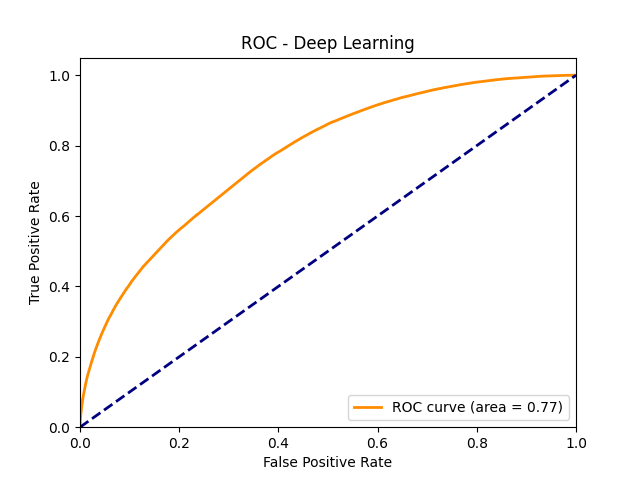 ROC - Deep Learning
True Positive Rate
1.0
0.8
0.6
0.4
0.2
0.0
ROC curve (area = 0.77)
0.0 0.2 0.4 0.6 0.8 1.0
False Positive Rate